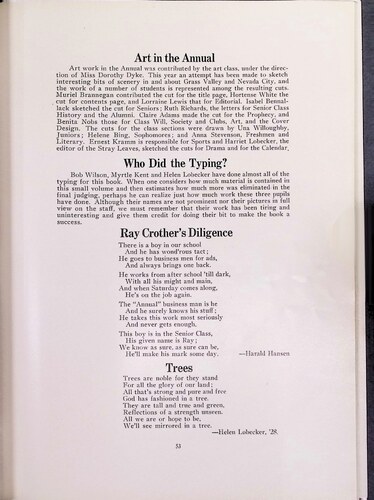 Art in the Annual
Art work in the Annual was contributed by the art class, under the direc-
tion of Miss Dorothy Dyke. This year an attempt has been made to sketch
interesting bits of scenery in and about Grass Valley and Nevada City, and
the work of a number of students is represented among the resulting cuts.
Muriel Brannegan contributed the cut for the title page, Hortense White the
cut for contents page, and Lorraine Lewis that for Editorial. Isabel Bennal-
lack sketched the cut for Seniors; Ruth Richards, the letters for Senior Class
History and the Alumni. Claire Adams made the cut for the Prophecy, and
Benita Nobs those for Class Will, Society and Clubs, Art, and the Cover
Design. The cuts for the class sections were drawn by Una Willoughby,
Juniors; Helene Bing, Sophomores; and Anna Stevenson, Freshmen and
Literary. Ernest Kramm is responsible for Sports and Harriet Lobecker, the
editor of the Stray Leaves, sketched the cuts for Drama and for the Calendar,
Who Did the Typing?
Bob Wilson, Myrtle Kent and Helen Lobecker have done almost all of the
typing for this book. When one considers how much material is contained in
this small volume and then estimates how much more was eliminated in the
final judging, perhaps he can realize just how much work these three pupils
have done. Although their names are not prominent nor their pictures in full
view on the staff, we must remember that their work has been tiring and
uninteresting and give them credit for doing their bit to make the book a
success.
Ray Crother's Diligence
There is a boy in our school
And he has wond'rous tact;
He goes to business men for ads,
And always brings one back.
He works from after school 'till dark,
With all his might and main,
And when Saturday comes along,
He's on the job again.
The "Annual" business man is he
And he surely knows his stuff;
He takes this work most seriously
And never gets enough.
This boy is in the Senior Class,
His given name is Ray;
We know as sure, as sure can be,
He'll make his mark some day.
—Harald Hansen
Trees
Trees are noble for they stand
For all the glory of our land;
All that's strong and pure and free
God has fashioned in a tree.
They are tall and true and green,
Reflections of a strength unseen.
All we are or hope to be,
We'll see mirrored in a tree.
—Helen Lobecker, '28.
53